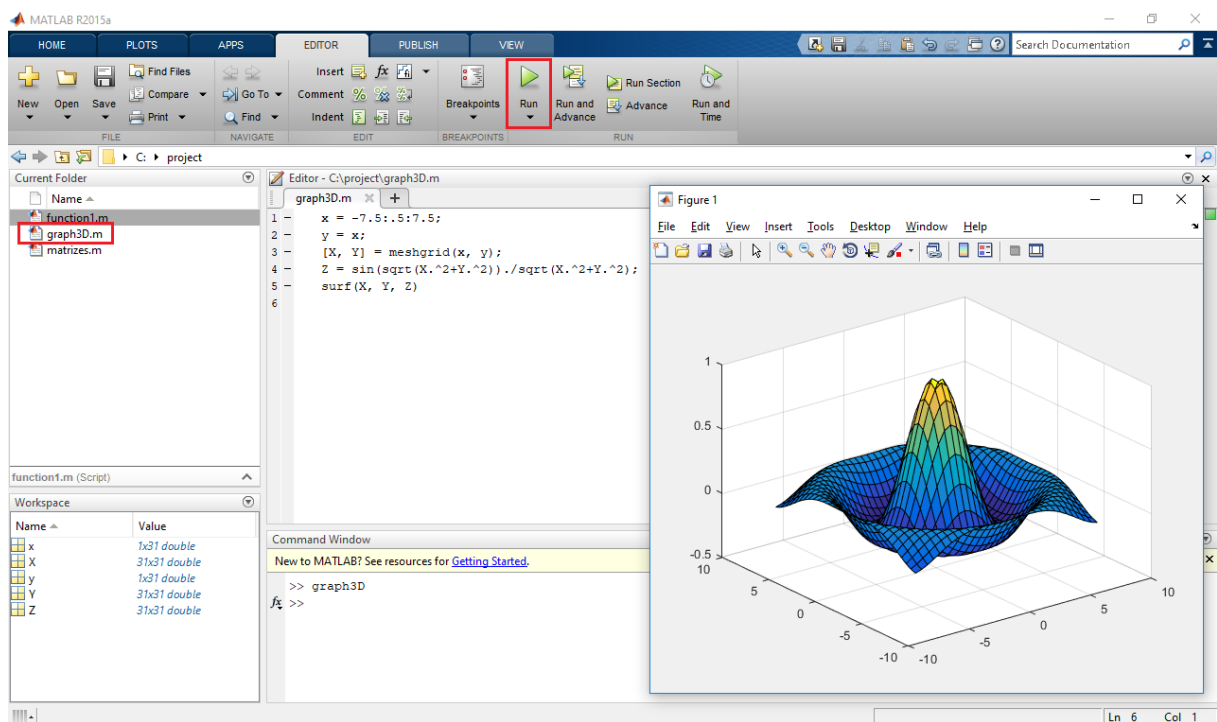 MATLAB R2015a
HOME PLOTS APPS EDITOR PUBLISH VIEW
Search Documentation
New Open Save
Find Files
Compare
Print
FILE
Go To
Find
NAVIGATE
Insert fx
Comment
Indent
EDIT
Breakpoints
BREAKPOINTS
Run
Run and Advance
Run Section
Advance
Run and Time
RUN
C: project
Current Folder
Name
function1.m
graph3D.m
matrizes.m
function1.m (Script)
Workspace
Name Value
x 1x31 double
X 31x31 double
y 1x31 double
Y 31x31 double
Z 31x31 double
Editor - C:\project\graph3D.m
graph3D.m
1 – x = -7.5:.5:7.5;
2 – y = x;
3 – [X, Y] = meshgrid(x, y);
4 – Z = sin(sqrt(X.^2+Y.^2))./sqrt(X.^2+Y.^2);
5 – surf(X, Y, Z)
6
Command Window
New to MATLAB? See resources for Getting Started.
>> graph3D
fx >>
Figure 1
File Edit View Insert Tools Desktop Window Help
1
0.5
0
-0.5
10
5
0
-5
-10
-10
-5
0
5
10
Ln 6 Col 1